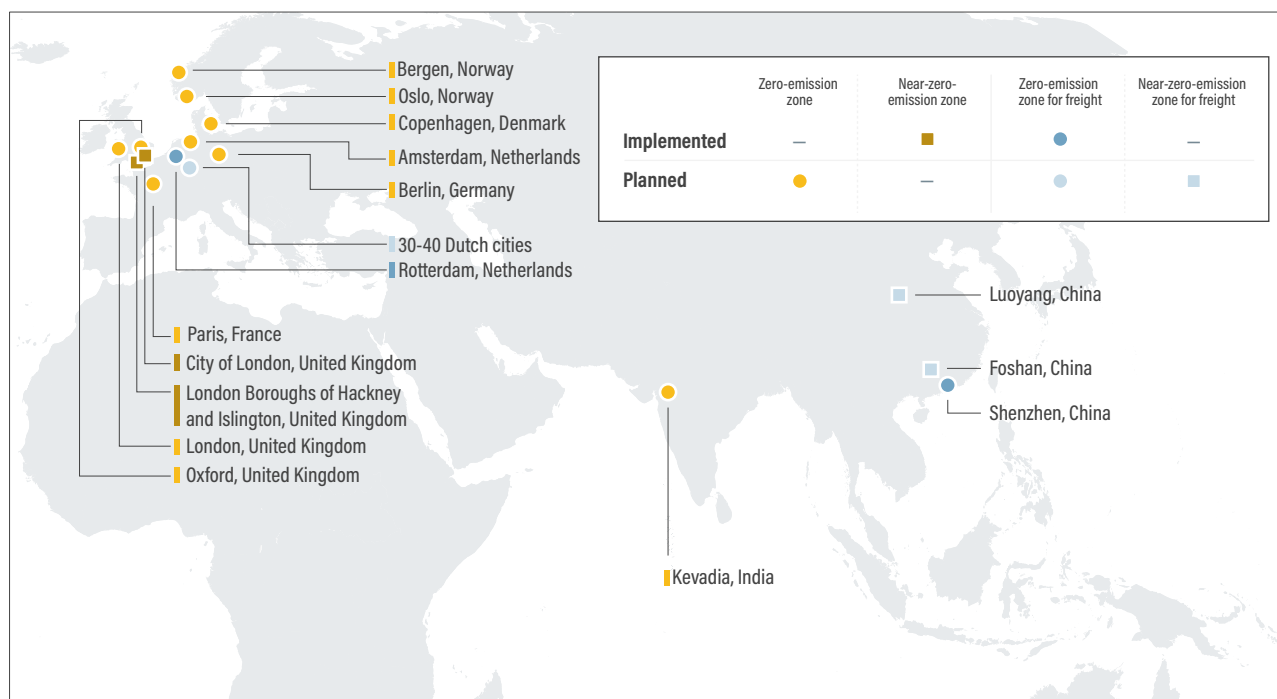 Bergen, Norway
Oslo, Norway
Copenhagen, Denmark
Amsterdam, Netherlands
Berlin, Germany
30-40 Dutch cities
Rotterdam, Netherlands
Paris, France
City of London, United Kingdom
London Boroughs of Hackney
and Islington, United Kingdom
London, United Kingdom
Oxford, United Kingdom
Zero-emission
zone
Near-zero-
emission zone
Zero-emission
zone for freight
Near-zero-emission
zone for freight
Implemented
–
–
Planned
–
Luoyang, China
Foshan, China
Shenzhen, China
Kevadia, India